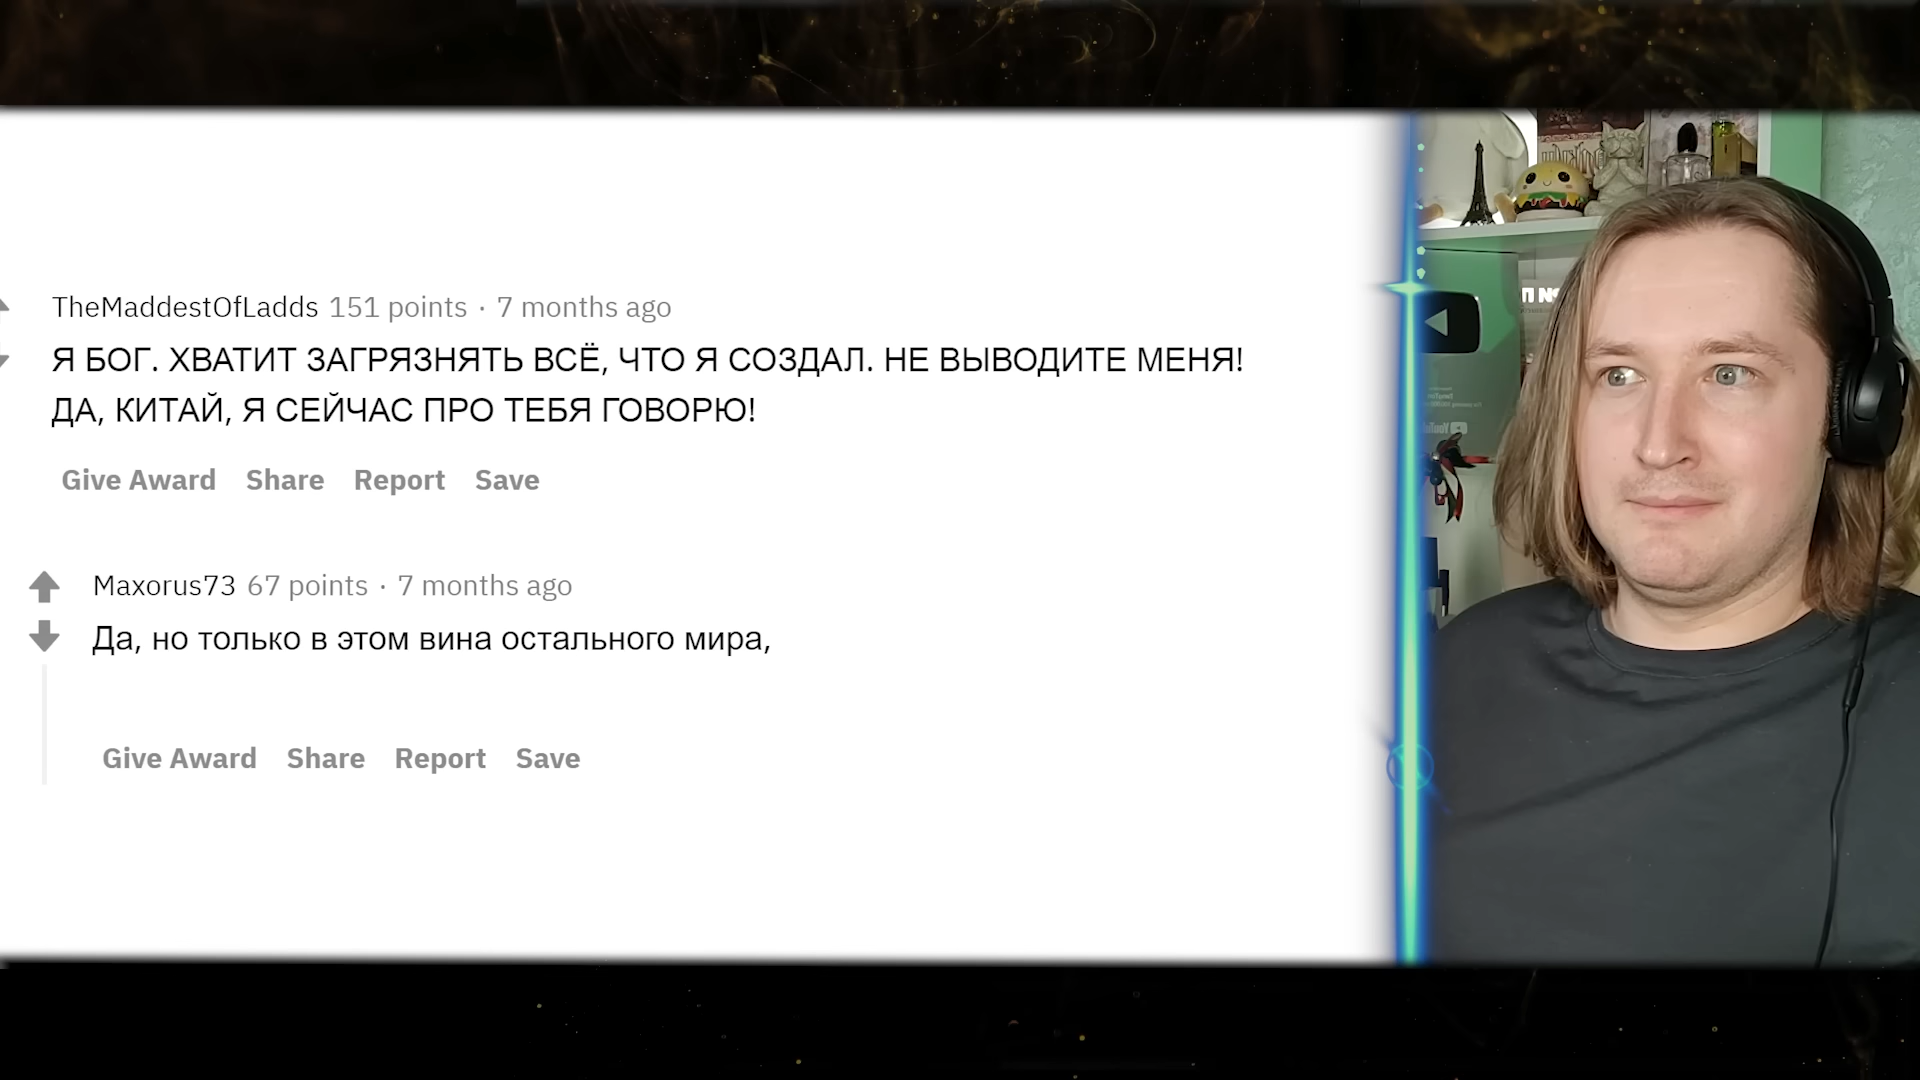 TheMaddestOfLadds 151 points · 7 months ago
Я БОГ. ХВАТИТ ЗАГРЯЗНЯТЬ ВСЁ, ЧТО Я СОЗДАЛ. НЕ ВЫВОДИТЕ МЕНЯ!
ДА, КИТАЙ, Я СЕЙЧАС ПРО ТЕБЯ ГОВОРЮ!
Give Award Share Report Save
Maxorus73 67 points · 7 months ago
Да, но только в этом вина остального мира,
Give Award Share Report Save